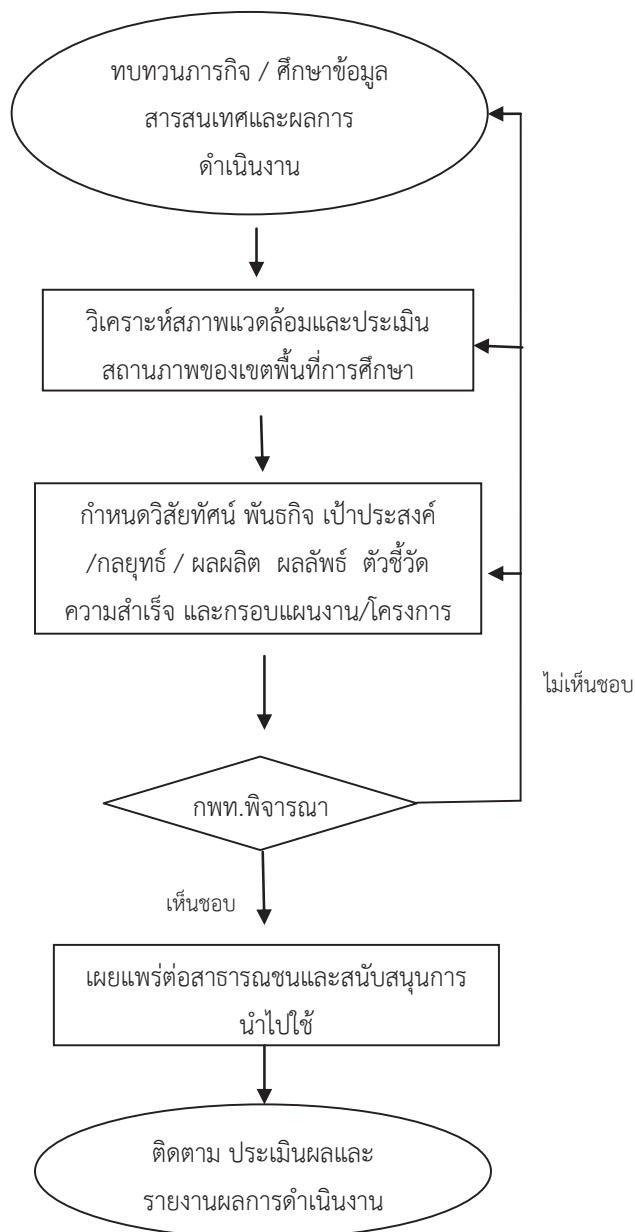 ทบทวนภารกิจ / ศึกษาข้อมูล
สารสนเทศและผลการ
ดำเนินงาน
วิเคราะห์สภาพแวดล้อมและประเมิน
สถานภาพของเขตพื้นที่การศึกษา
กำหนดวิสัยทัศน์ พันธกิจ เป้าประสงค์
/กลยุทธ์ / ผลผลิต ผลลัพธ์ ตัวชี้วัด
ความสำเร็จ และกรอบแผนงาน/โครงการ
ไม่เห็นชอบ
กพท.พิจารณา
เห็นชอบ
เผยแพร่ต่อสาธารณชนและสนับสนุนการ
นำไปใช้
ติดตาม ประเมินผลและ
รายงานผลการดำเนินงาน